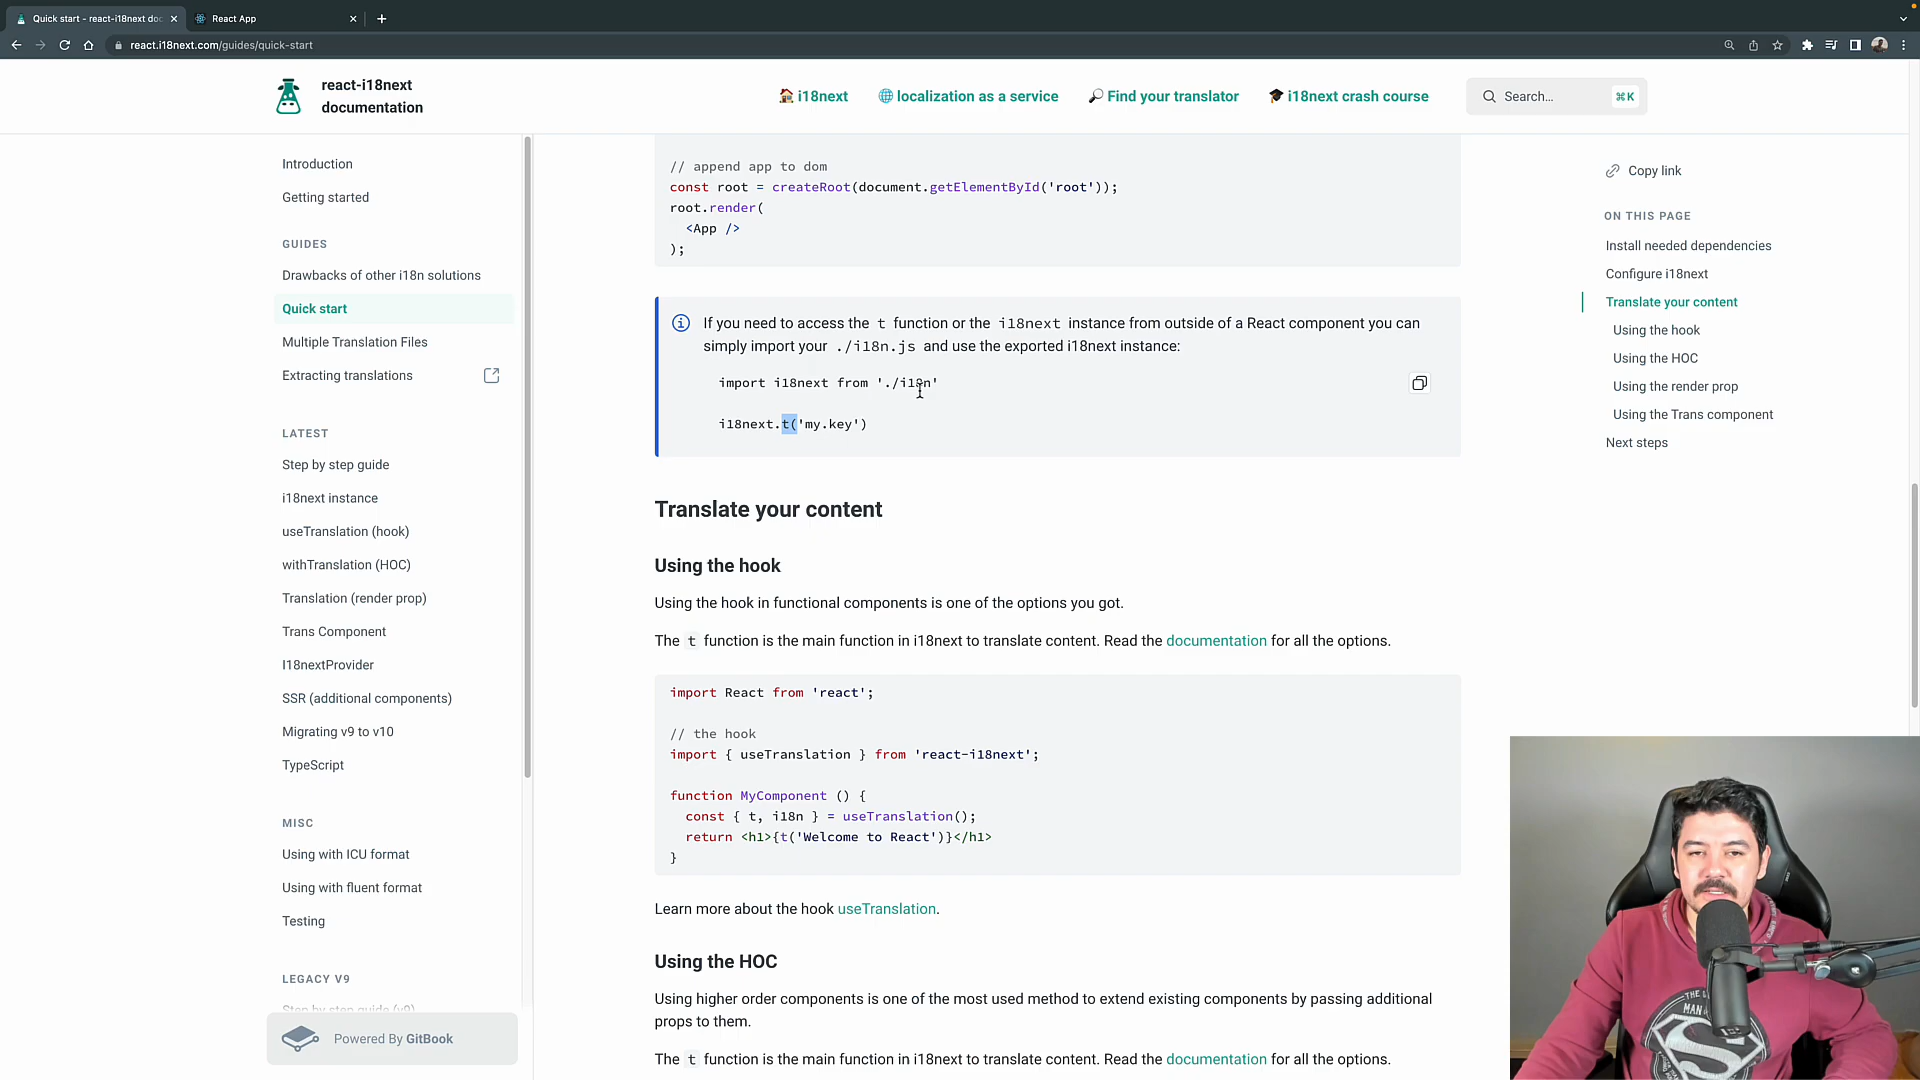 Quick start - react-i18next doc
React App
react.i18next.com/guides/quick-start
react-i18next
documentation
i18next
localization as a service
Find your translator
i18next crash course
Search...
⌘K
Introduction
Getting started
GUIDES
Drawbacks of other i18n solutions
Quick start
Multiple Translation Files
Extracting translations
LATEST
Step by step guide
i18next instance
useTranslation (hook)
withTranslation (HOC)
Translation (render prop)
Trans Component
I18nextProvider
SSR (additional components)
Migrating v9 to v10
TypeScript
MISC
Using with ICU format
Using with fluent format
Testing
LEGACY V9
Step by step guide (v9)
Powered By GitBook
// append app to dom
const root = createRoot(document.getElementById('root'));
root.render(
<App />
);
If you need to access the t function or the i18next instance from outside of a React component you can
simply import your ./i18n.js and use the exported i18next instance:
import i18next from './i18n'
i18next.t('my.key')
Translate your content
Using the hook
Using the hook in functional components is one of the options you got.
The t function is the main function in i18next to translate content. Read the documentation for all the options.
import React from 'react';
// the hook
import { useTranslation } from 'react-i18next';
function MyComponent () {
const { t, i18n } = useTranslation();
return <h1>{t('Welcome to React')}</h1>
}
Learn more about the hook useTranslation.
Using the HOC
Using higher order components is one of the most used method to extend existing components by passing additional
props to them.
The t function is the main function in i18next to translate content. Read the documentation for all the options.
Copy link
ON THIS PAGE
Install needed dependencies
Configure i18next
Translate your content
Using the hook
Using the HOC
Using the render prop
Using the Trans component
Next steps